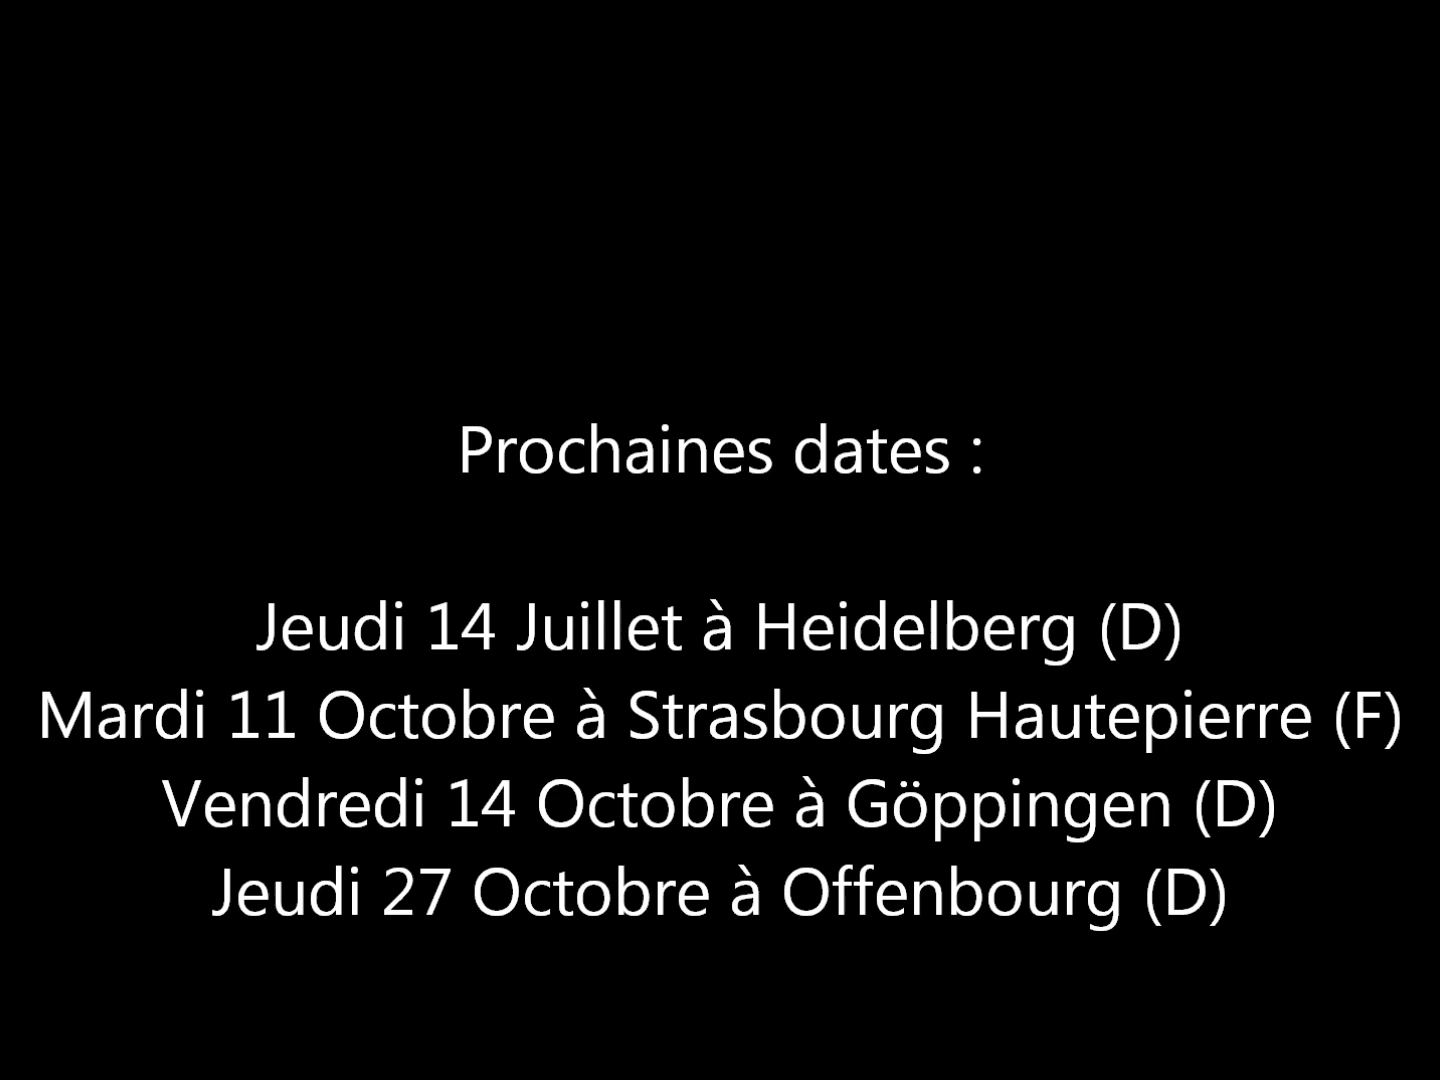 Prochaines dates :
Jeudi 14 Juillet à Heidelberg (D)
Mardi 11 Octobre à Strasbourg Hautepierre (F)
Vendredi 14 Octobre à Göppingen (D)
Jeudi 27 Octobre à Offenbourg (D)